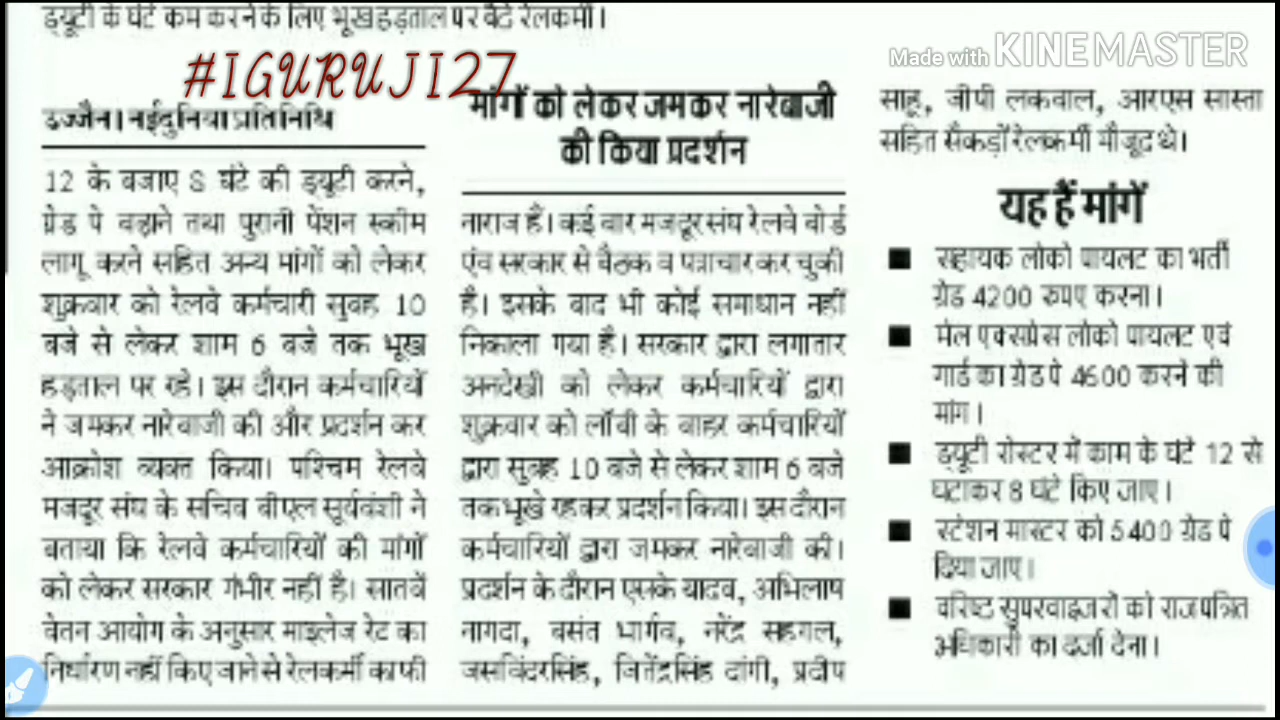 ड्यूटी के घंटे कम करने के लिए भूख हड़ताल पर बैठे रेलकर्मी।
#IGURUJI27
Made with KINEMASTER
उज्जैन। नईदुनिया प्रतिनिधि
12 के बजाए 8 घंटे की ड्यूटी करने,
ग्रेड पे बढ़ाने तथा पुरानी पेंशन स्कीम
लागू करने सहित अन्य मांगों को लेकर
शुक्रवार को रेलवे कर्मचारी सुबह 10
बजे से लेकर शाम 6 बजे तक भूख
हड़ताल पर रहे। इस दौरान कर्मचारियों
ने जमकर नारेबाजी की और प्रदर्शन कर
आक्रोश व्यक्त किया। पश्चिम रेलवे
मजदूर संघ के सचिव बीएल सूर्यवंशी ने
बताया कि रेलवे कर्मचारियों की मांगों
को लेकर सरकार गंभीर नहीं है। सातवें
वेतन आयोग के अनुसार माइलेज रेट का
निर्धारण नहीं किए जाने से रेलकर्मी काफी
मांगों को लेकर जमकर नारेबाजी
की किया प्रदर्शन
नाराज हैं। कई बार मजदूर संघ रेलवे बोर्ड
एंव सरकार से बैठक व पत्राचार कर चुकी
है। इसके बाद भी कोई समाधान नहीं
निकाला गया है। सरकार द्वारा लगातार
अनदेखी को लेकर कर्मचारियों द्वारा
शुक्रवार को लॉबी के बाहर कर्मचारियों
द्वारा सुबह 10 बजे से लेकर शाम 6 बजे
तक भूखे रहकर प्रदर्शन किया। इस दौरान
कर्मचारियों द्वारा जमकर नारेबाजी की।
प्रदर्शन के दौरान एसके यादव, अभिलाष
नागदा, बसंत भार्गव, नरेंद्र सहगल,
जसविंदरसिंह, जितेंद्रसिंह दांगी, प्रदीप
साहू, जीपी लकवाल, आरएस सास्ता
सहित सैकड़ों रेलकर्मी मौजूद थे।
यह हैं मांगें
■ सहायक लोको पायलट का भर्ती
ग्रेड 4200 रुपए करना।
■ मेल एक्सप्रेस लोको पायलट एवं
गार्ड का ग्रेड पे 4600 करने की
मांग।
■ ड्यूटी रोस्टर में काम के घंटे 12 से
घटाकर 8 घंटे किए जाए।
■ स्टेशन मास्टर को 5400 ग्रेड पे
दिया जाए।
■ वरिष्ट सुपरवाइजरों को राजपत्रित
अधिकारी का दर्जा देना।